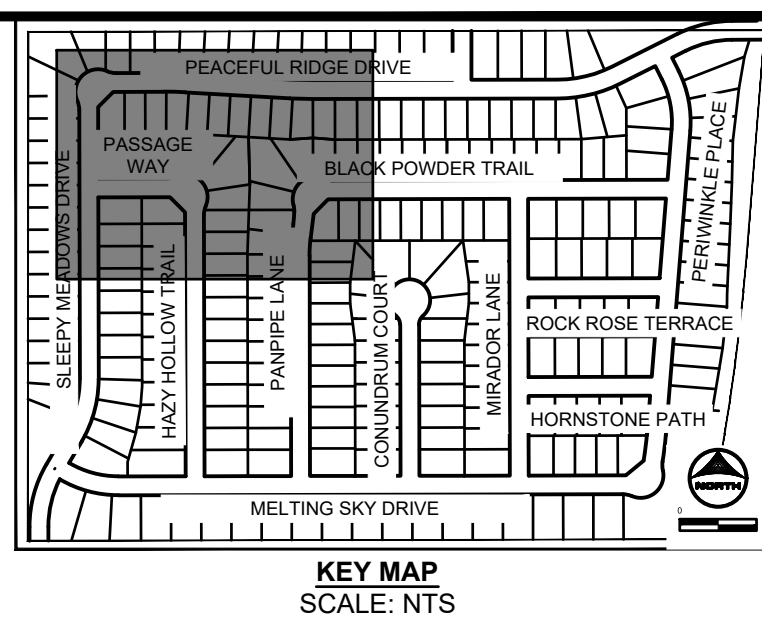 PEACEFUL RIDGE DRIVE
PASSAGE
WAY
BLACK POWDER TRAIL
SLEEPY MEADOWS DRIVE
HAZY HOLLOW TRAIL
PANPIPE LANE
CONUNDRUM COURT
MIRADOR LANE
PERIWINKLE PLACE
ROCK ROSE TERRACE
HORNSTONE PATH
MELTING SKY DRIVE
NORTH
0
KEY MAP
SCALE: NTS